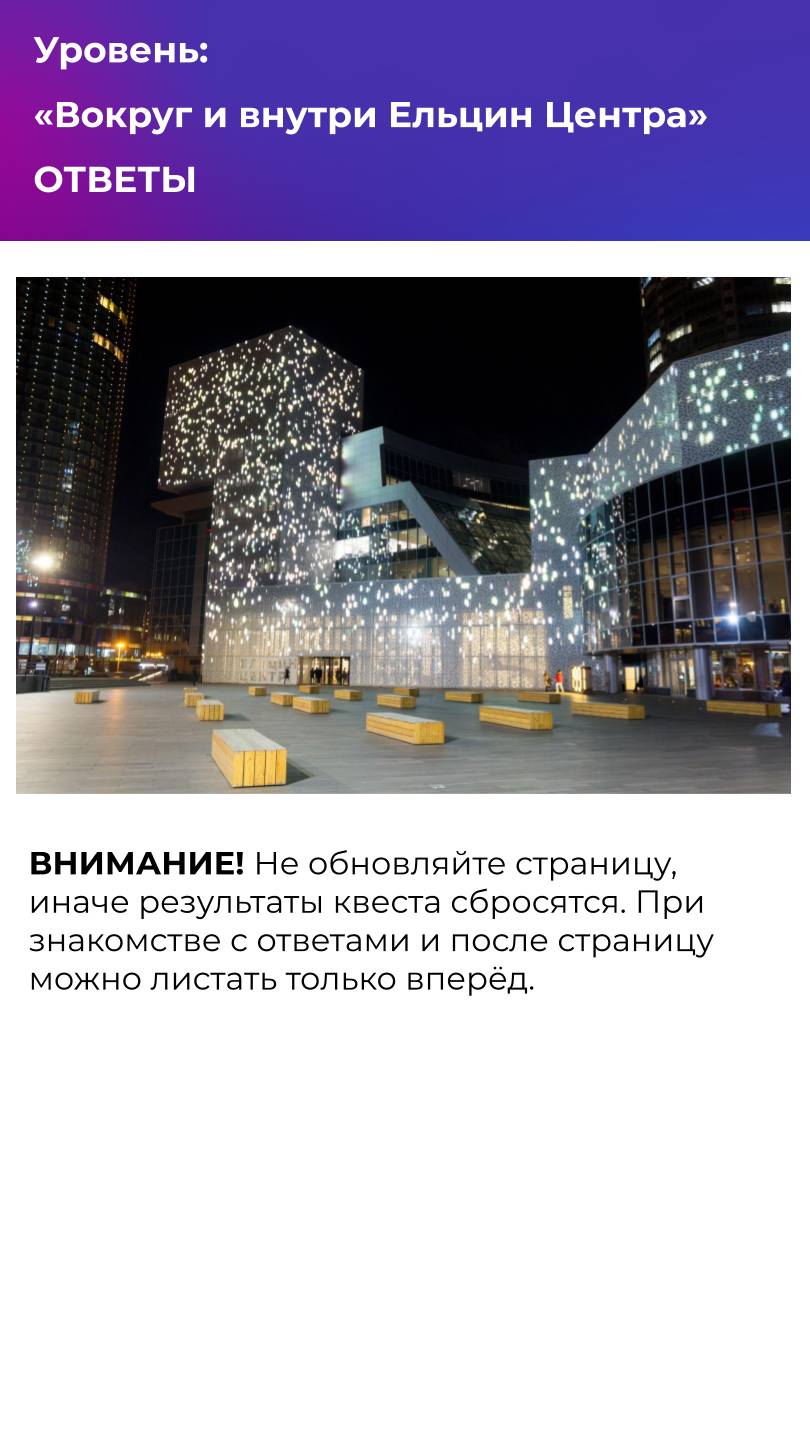 Уровень:
«Вокруг и внутри Ельцин Центра»
ОТВЕТЫ
ВНИМАНИЕ! Не обновляйте страницу,
иначе результаты квеста сбросятся. При
знакомстве с ответами и после страницу
можно листать только вперёд.